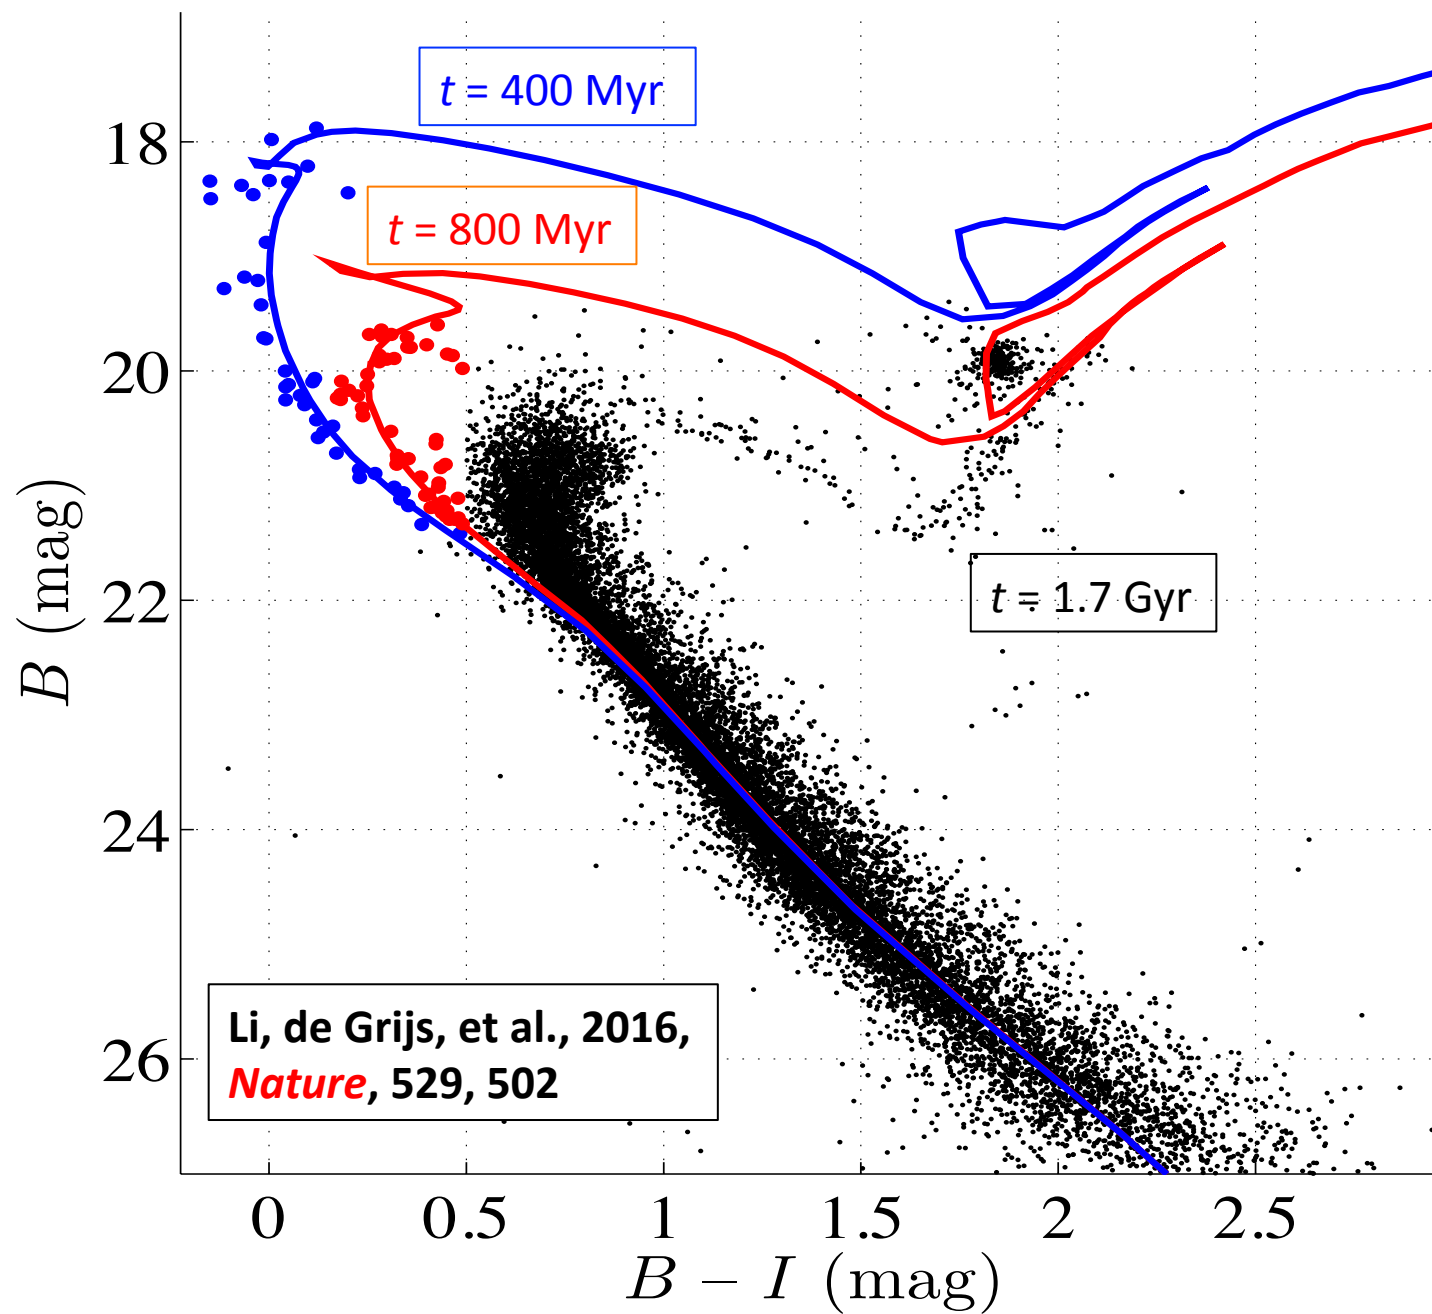 t = 400 Myr
t = 800 Myr
t = 1.7 Gyr
Li, de Grijs, et al., 2016,
Nature, 529, 502
18
20
22
24
26
B (mag)
0 0.5 1 1.5 2 2.5
B − I (mag)